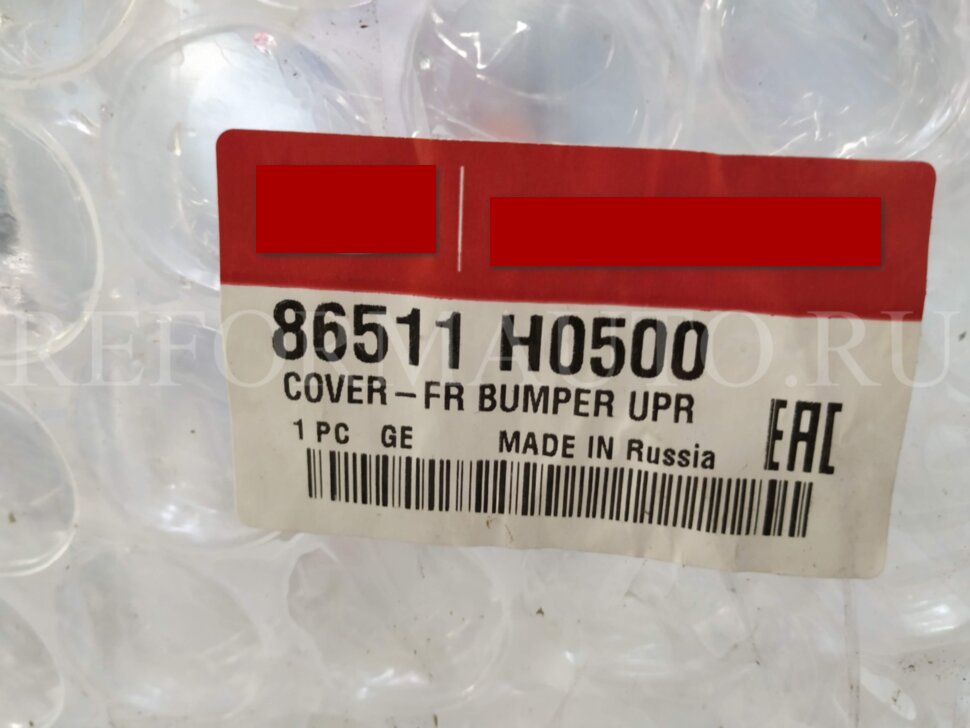 86511 H0500
REFORMAUTO.RU
COVER-FR BUMPER UPR
EAC
1 PC GE MADE IN Russia